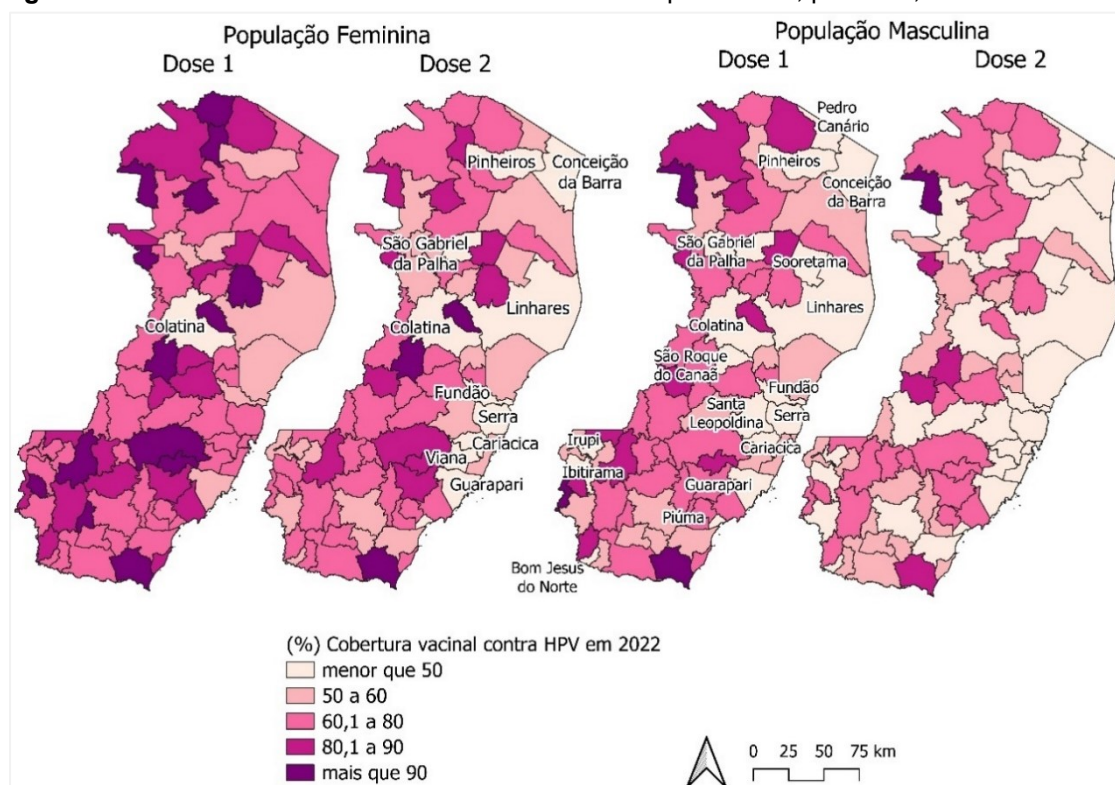 População Feminina
Dose 1
Dose 2
População Masculina
Dose 1
Dose 2
Colatina
Pinheiros
Conceição
da Barra
São Gabriel
da Palha
Linhares
Colatina
Fundão
Serra
Cariacica
Viana
Guarapari
Pedro
Canário
Pinheiros
Conceição
da Barra
São Gabriel
da Palha
Sooretama
Linhares
Colatina
São Roque
do Canaã
Fundão
Santa
Leopoldina
Serra
Irupi
Cariacica
Ibitirama
Guarapari
Piúma
Bom Jesus
do Norte
(%) Cobertura vacinal contra HPV em 2022
menor que 50
50 a 60
60,1 a 80
80,1 a 90
mais que 90
0 25 50 75 km